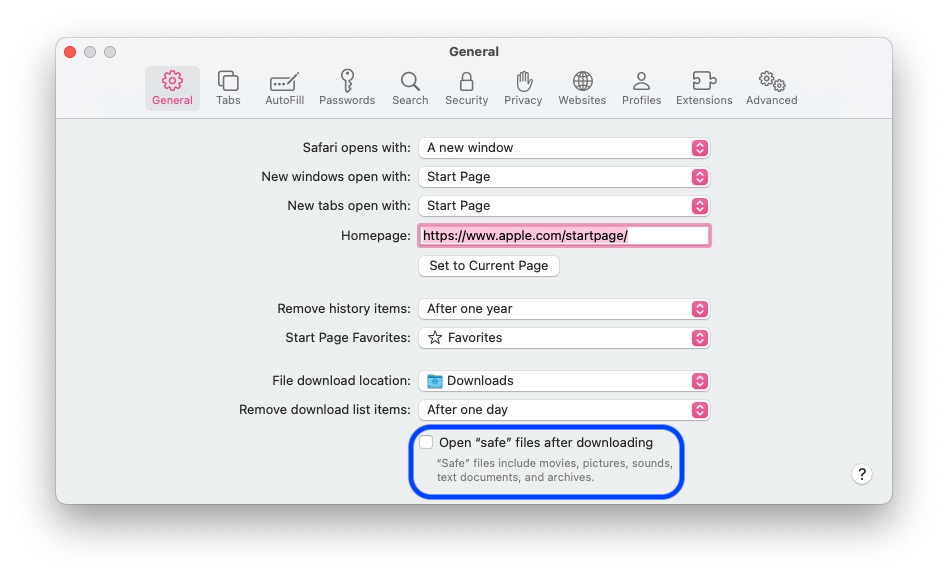 General
General Tabs AutoFill Passwords Search Security Privacy Websites Profiles Extensions Advanced
Safari opens with: A new window
New windows open with: Start Page
New tabs open with: Start Page
Homepage: https://www.apple.com/startpage/
Set to Current Page
Remove history items: After one year
Start Page Favorites: Favorites
File download location: Downloads
Remove download list items: After one day
Open “safe” files after downloading
“Safe” files include movies, pictures, sounds,
text documents, and archives.
?